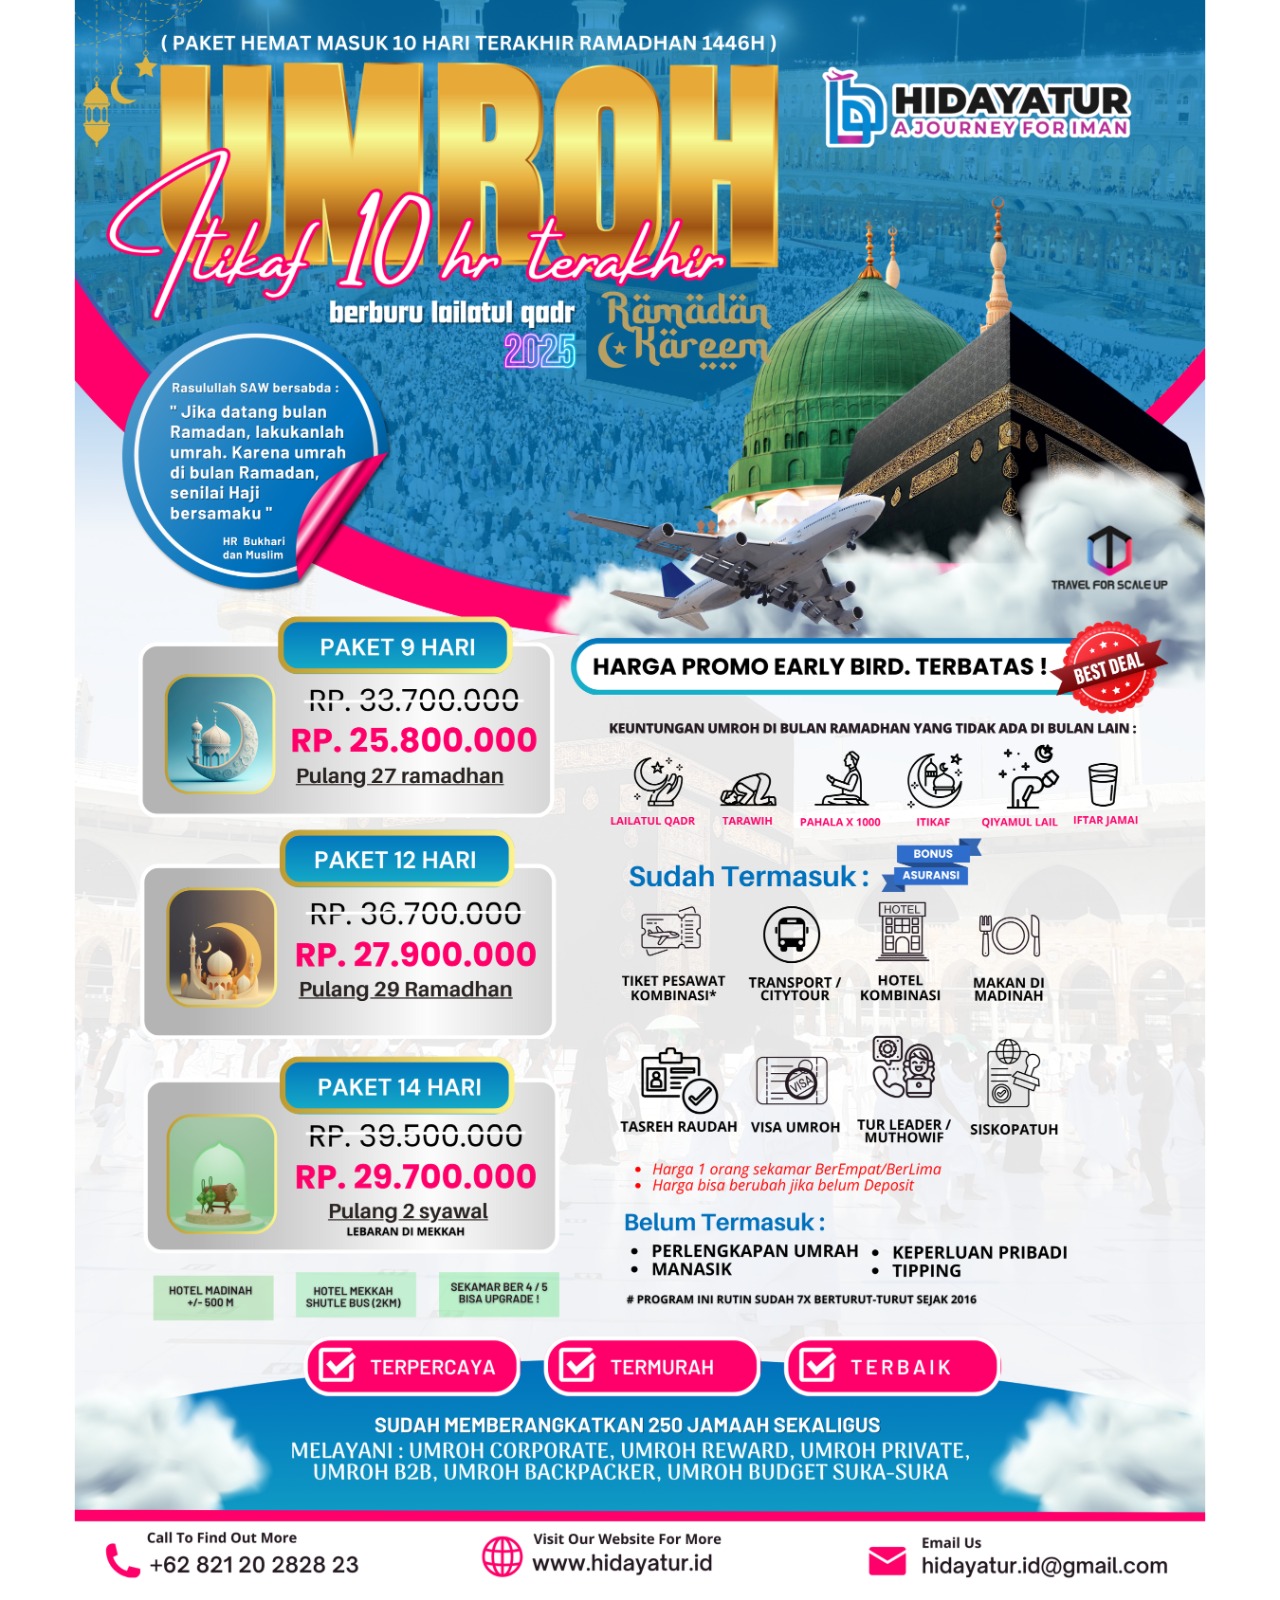 ( PAKET HEMAT MASUK 10 HARI TERAKHIR RAMADHAN 1446H )
UMROH
Itikaf 10 hr terakhir
berburu lailatul qadr
2025
Ramadan
Kareem
HIDAYATUR
A JOURNEY FOR IMAN
Rasulullah SAW bersabda :
" Jika datang bulan
Ramadan, lakukanlah
umrah. Karena umrah
di bulan Ramadan,
senilai Haji
bersamaku "
HR Bukhari
dan Muslim
TRAVEL FOR SCALE UP
PAKET 9 HARI
RP. 33.700.000
RP. 25.800.000
Pulang 27 ramadhan
PAKET 12 HARI
RP. 36.700.000
RP. 27.900.000
Pulang 29 Ramadhan
PAKET 14 HARI
RP. 39.500.000
RP. 29.700.000
Pulang 2 syawal
LEBARAN DI MEKKAH
HOTEL MADINAH
+/- 500 M
HOTEL MEKKAH
SHUTLE BUS (2KM)
SEKAMAR BER 4 / 5
BISA UPGRADE !
HARGA PROMO EARLY BIRD. TERBATAS !
BEST DEAL
KEUNTUNGAN UMROH DI BULAN RAMADHAN YANG TIDAK ADA DI BULAN LAIN :
LAILATUL QADR
TARAWIH
PAHALA X 1000
ITIKAF
QIYAMUL LAIL
IFTAR JAMAI
Sudah Termasuk :
BONUS
ASURANSI
HOTEL
TIKET PESAWAT
KOMBINASI*
TRANSPORT /
CITYTOUR
HOTEL
KOMBINASI
MAKAN DI
MADINAH
VISA
TASREH RAUDAH
VISA UMROH
TUR LEADER /
MUTHOWIF
SISKOPATUH
• Harga 1 orang sekamar BerEmpat/BerLima
• Harga bisa berubah jika belum Deposit
Belum Termasuk :
• PERLENGKAPAN UMRAH
• MANASIK
• KEPERLUAN PRIBADI
• TIPPING
# PROGRAM INI RUTIN SUDAH 7X BERTURUT-TURUT SEJAK 2016
TERPERCAYA
TERMURAH
TERBAIK
SUDAH MEMBERANGKATKAN 250 JAMAAH SEKALIGUS
MELAYANI : UMROH CORPORATE, UMROH REWARD, UMROH PRIVATE,
UMROH B2B, UMROH BACKPACKER, UMROH BUDGET SUKA-SUKA
Call To Find Out More
+62 821 20 2828 23
Visit Our Website For More
www.hidayatur.id
Email Us
hidayatur.id@gmail.com